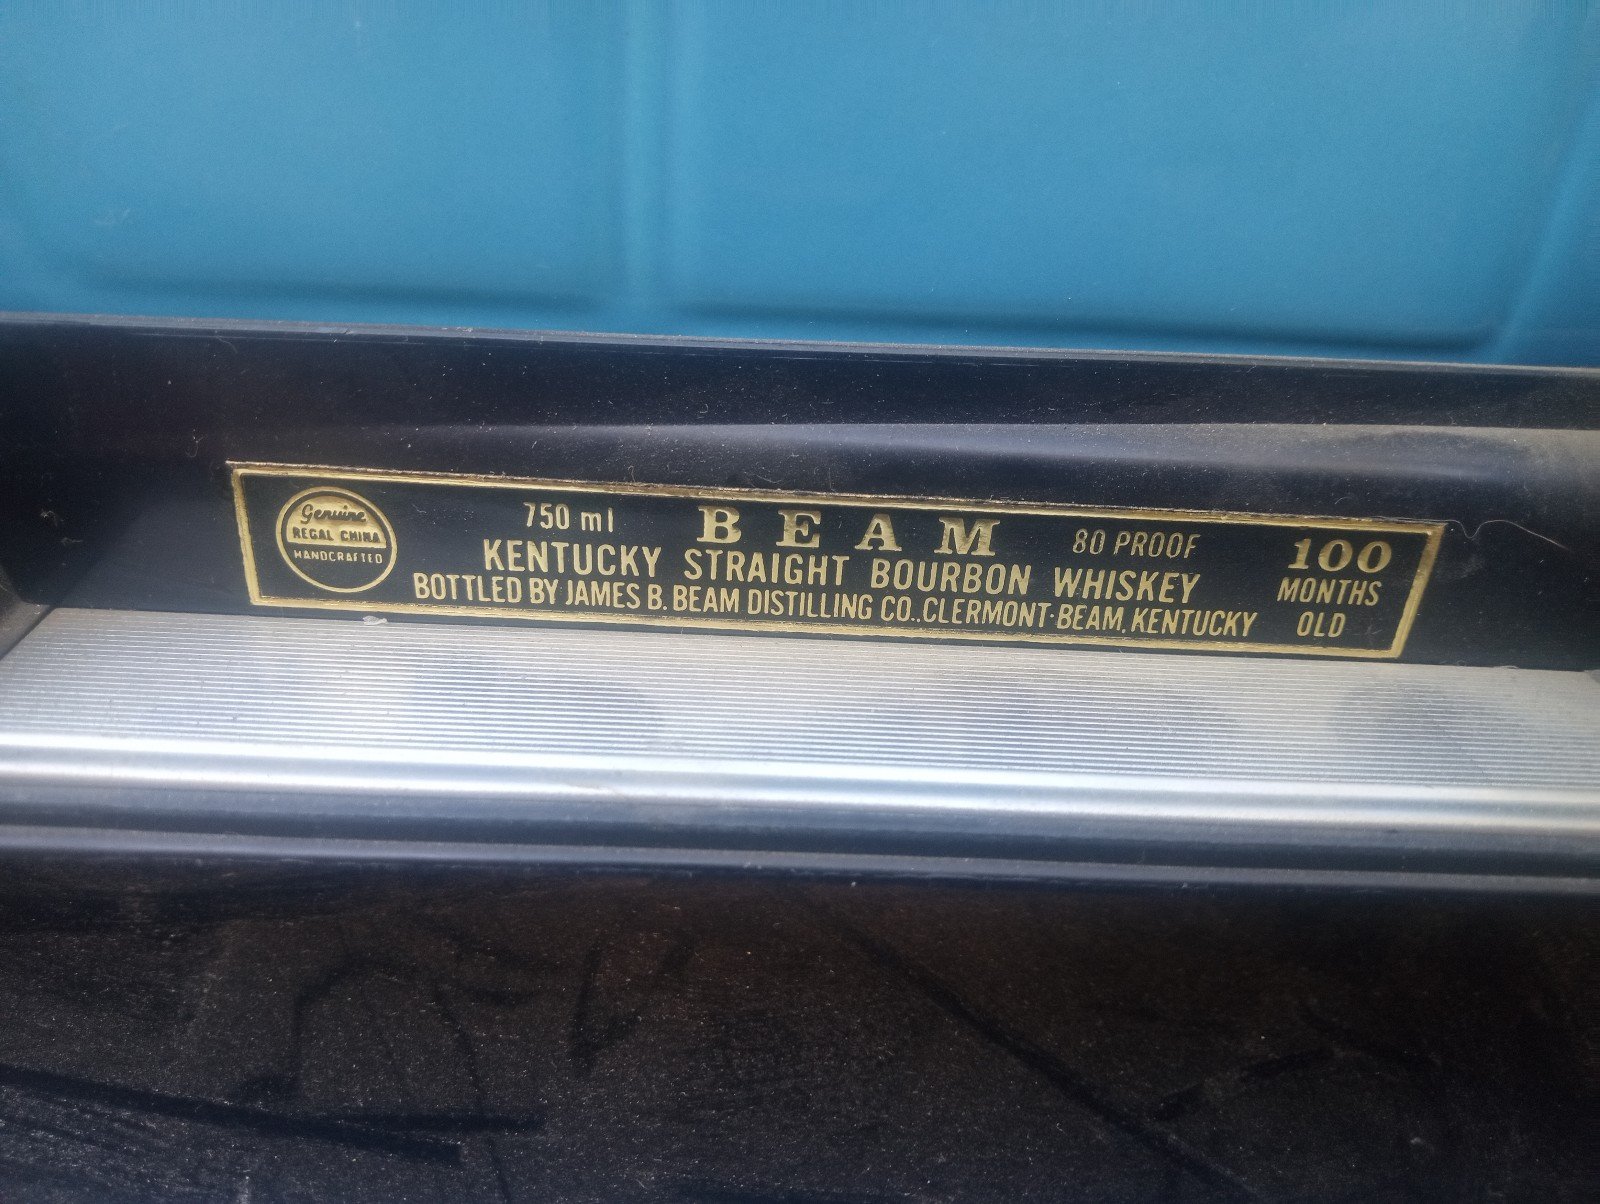 Genuine
REGAL CHINA
HANDCRAFTED
750 ml BEAM 80 PROOF
KENTUCKY STRAIGHT BOURBON WHISKEY
BOTTLED BY JAMES B. BEAM DISTILLING CO., CLERMONT·BEAM, KENTUCKY
100
MONTHS
OLD